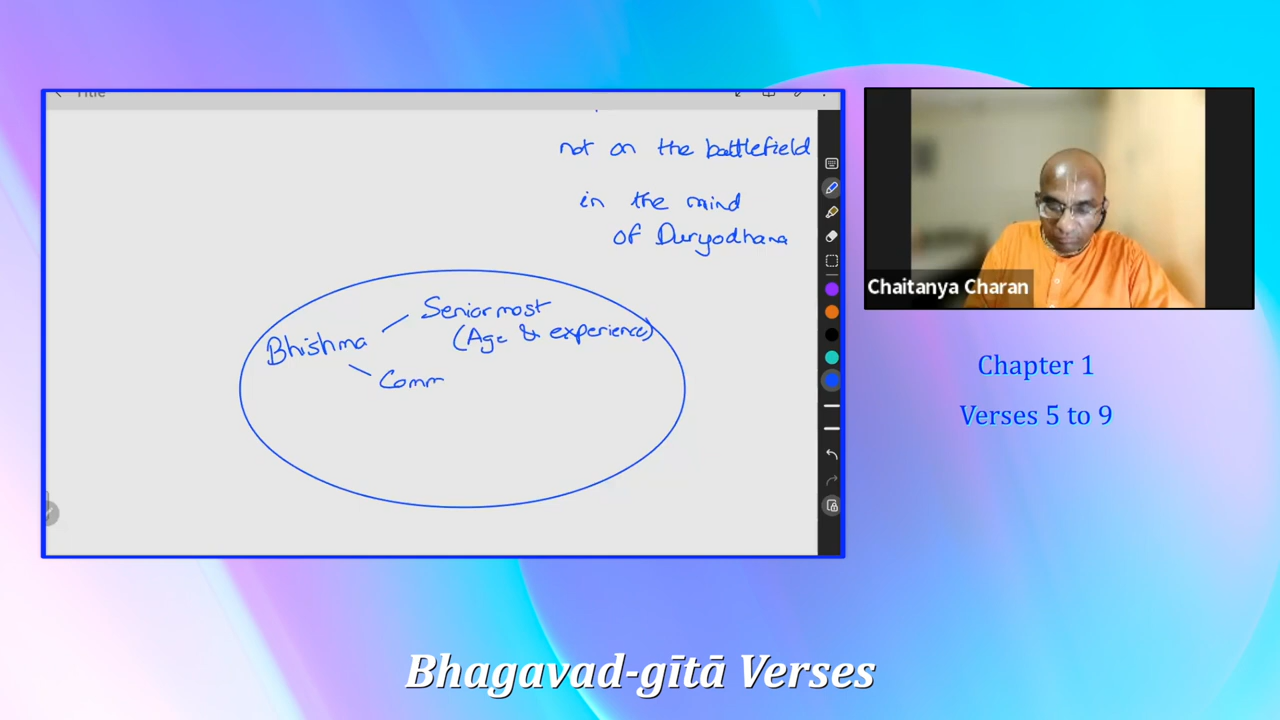 Title
not on the battlefield
in the mind
of Duryodhana
Seniormost
(Age & experience)
Bhishma
Comm
Chaitanya Charan
Chapter 1
Verses 5 to 9
Bhagavad-gītā Verses